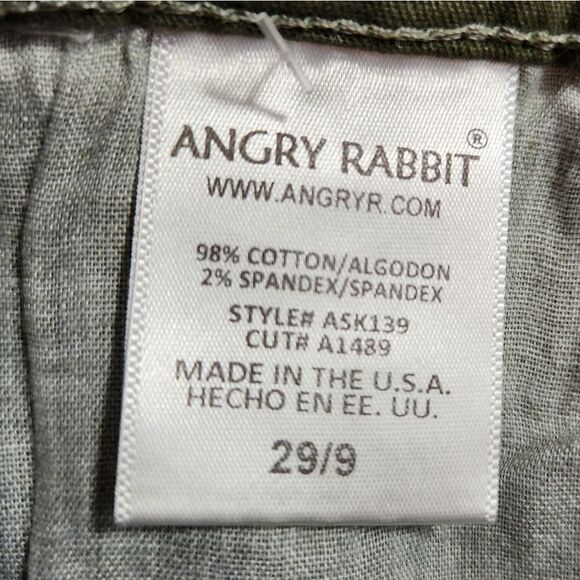 ANGRY RABBIT®
WWW.ANGRYR.COM
98% COTTON/ALGODON
2% SPANDEX/SPANDEX
STYLE# ASK139
CUT# A1489
MADE IN THE U.S.A.
HECHO EN EE. UU.
29/9